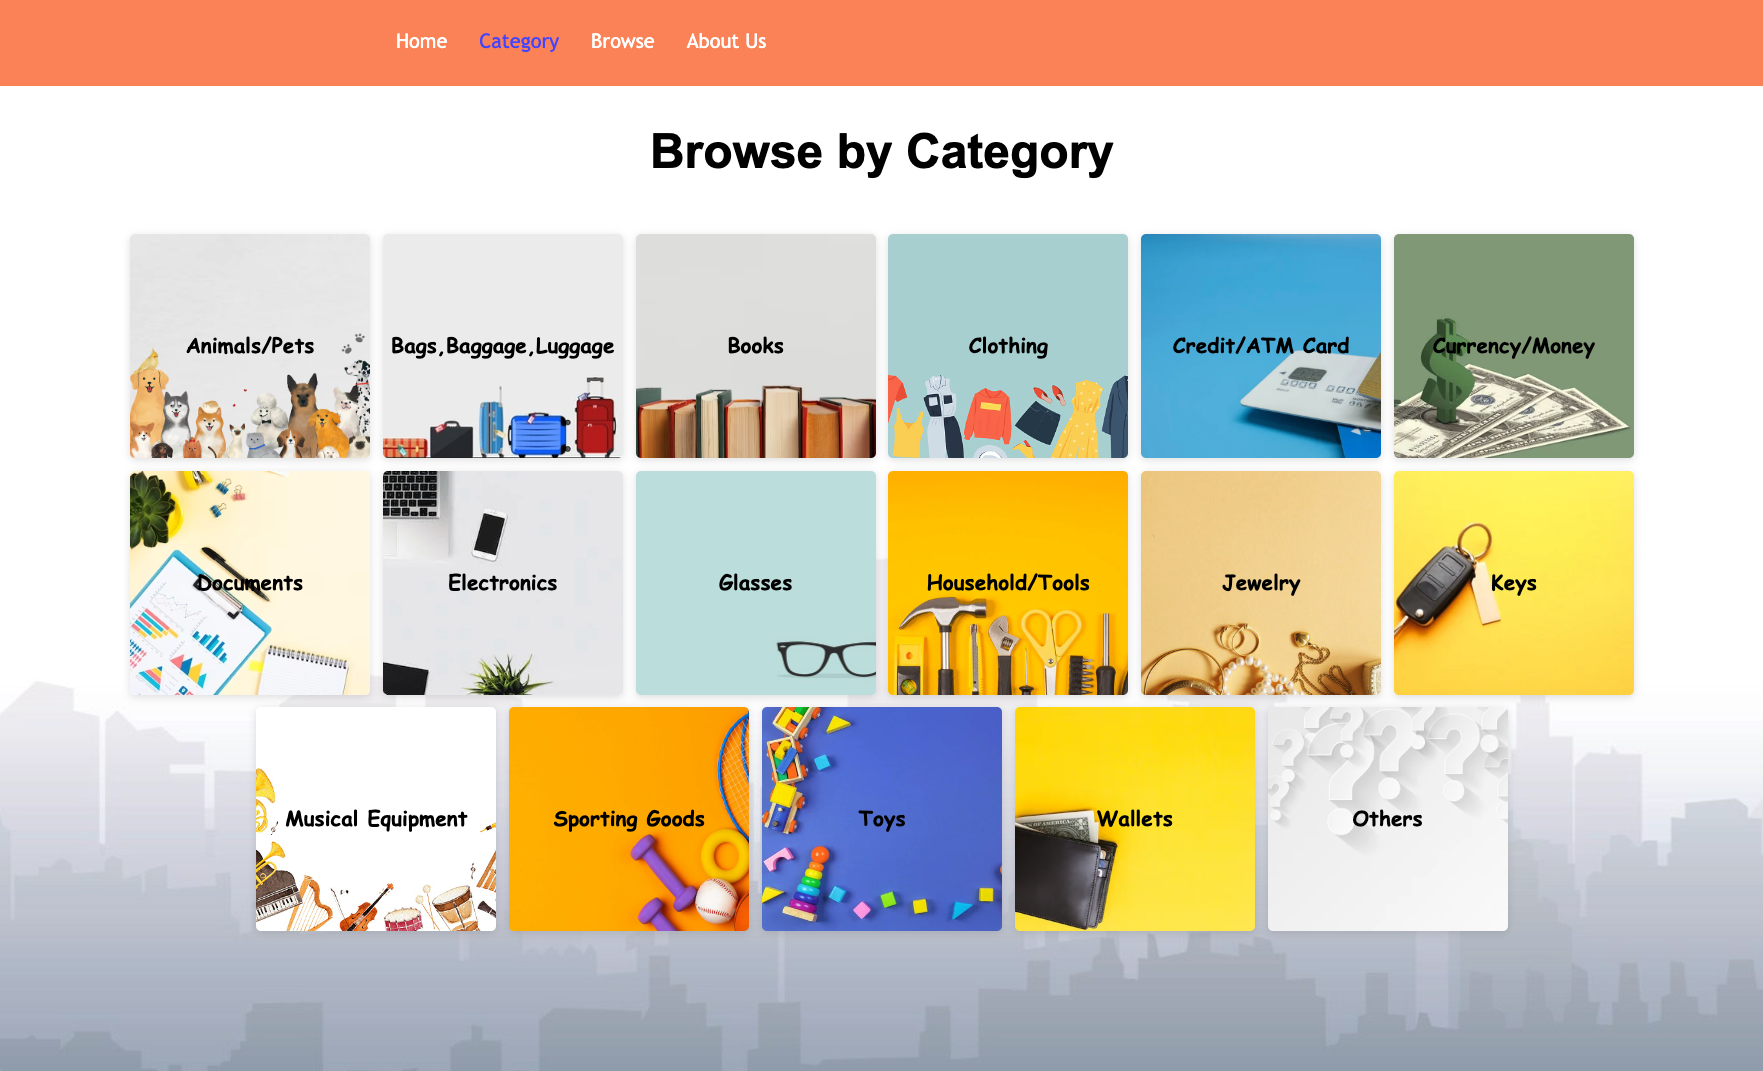 Home Category Browse About Us
Browse by Category
Animals/Pets
Bags,Baggage,Luggage
Books
Clothing
Credit/ATM Card
Currency/Money
Documents
Electronics
Glasses
Household/Tools
Jewelry
Keys
Musical Equipment
Sporting Goods
Toys
Wallets
Others